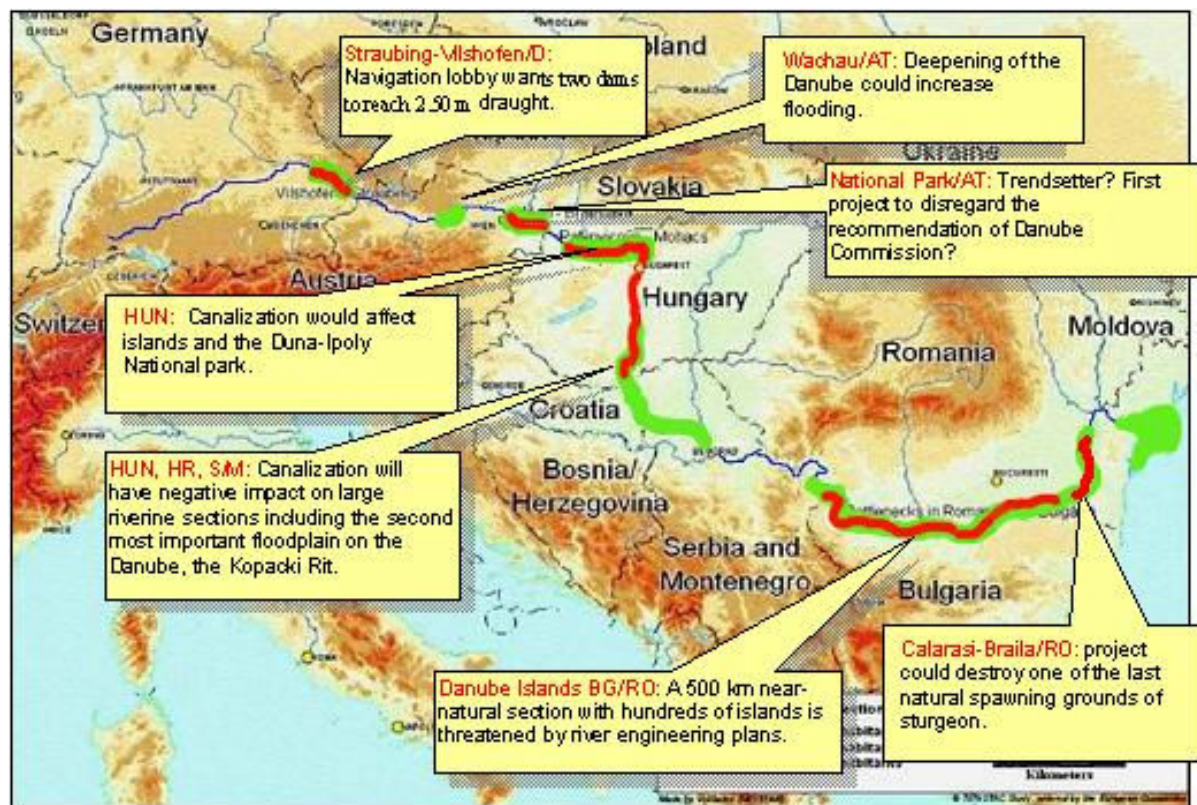 Germany
Straubing-Vilshofen/D:
Navigation lobby wants two dams
to reach 2.50 m draught.
Wachau/AT: Deepening of the
Danube could increase
flooding.
Ukraine
Slovakia
National Park/AT: Trendsetter? First
project to disregard the
recommendation of Danube
Commission?
Mohacs
BUDAPEST
Austria
Hungary
Switz
Moldova
HUN: Canalization would affect
islands and the Duna-Ipoly
National park.
Romania
Croatia
HUN, HR, S/M: Canalization will
have negative impact on large
riverine sections including the second
most important floodplain on the
Danube, the Kopacki Rit.
Bosnia/
Herzegovina
BUCURESTI
Serbia and
Montenegro
Bulgaria
Danube Islands BG/RO: A 500 km near-
natural section with hundreds of islands is
threatened by river engineering plans.
Calarasi-Braila/RO: project
could destroy one of the last
natural spawning grounds of
sturgeon.
Kilometers